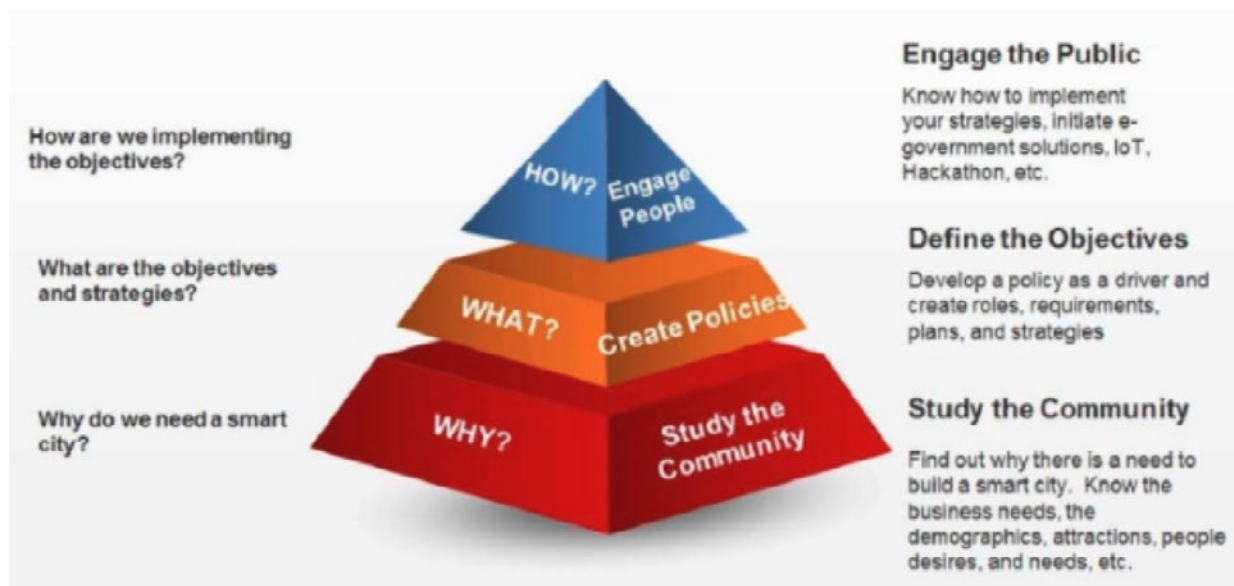 Engage the Public
Know how to implement
your strategies, initiate e-
government solutions, IoT,
Hackathon, etc.
How are we implementing
the objectives?
HOW?
Engage
People
Define the Objectives
Develop a policy as a driver and
create roles, requirements,
plans, and strategies
What are the objectives
and strategies?
WHAT?
Create Policies
Study the Community
Find out why there is a need to
build a smart city. Know the
business needs, the
demographics, attractions, people
desires, and needs, etc.
Why do we need a smart
city?
WHY?
Study the
Community